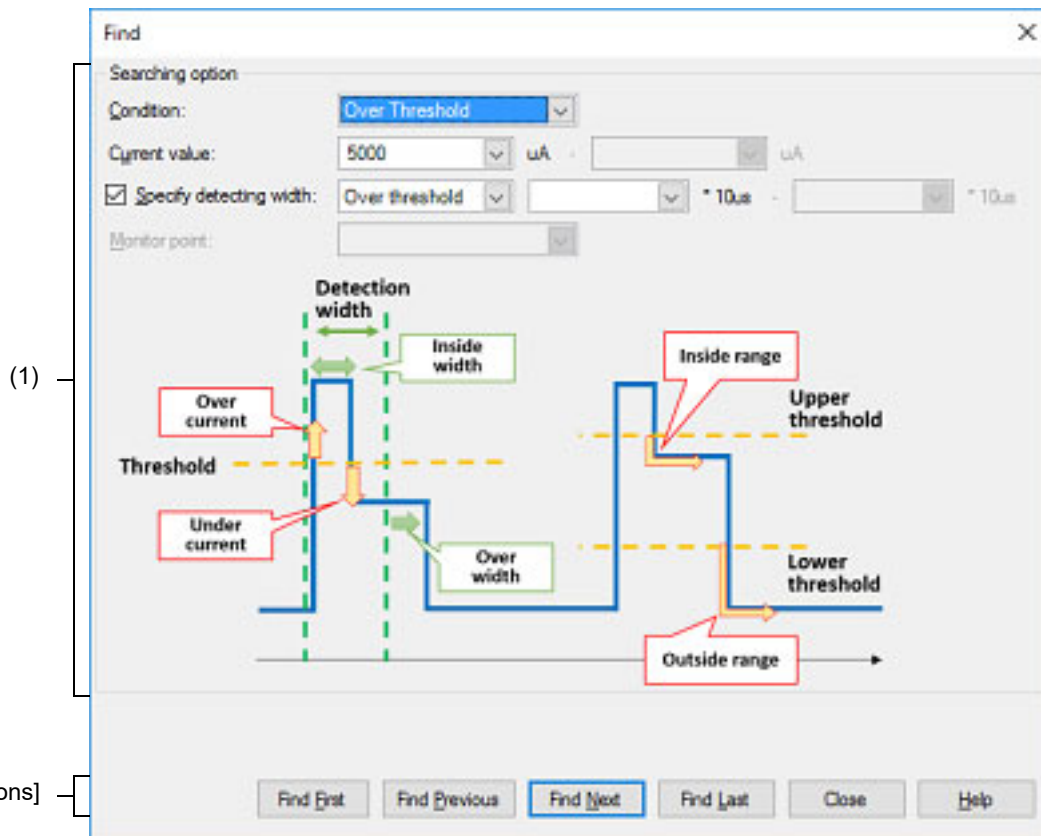 Find
Searching option
Condition: Over Threshold
Current value: 5000 uA - uA
Specify detecting width: Over threshold * 10us - * 10us
Monitor point:
Detection
width
Inside
width
Over
current
Threshold
Under
current
Over
width
Inside range
Upper
threshold
Lower
threshold
Outside range
(1)
ons]
Find First Find Previous Find Next Find Last Close Help